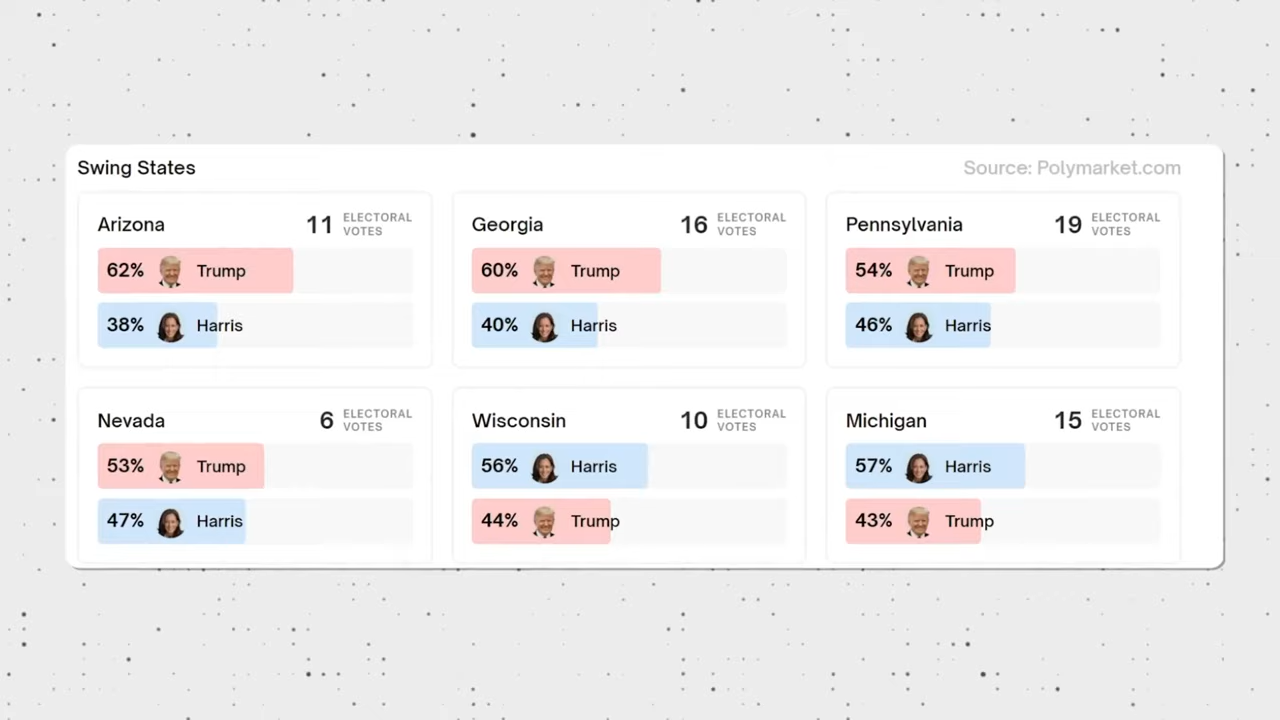 Swing States
Source: Polymarket.com
Arizona
11 ELECTORAL
VOTES
62% Trump
38% Harris
Georgia
16 ELECTORAL
VOTES
60% Trump
40% Harris
Pennsylvania
19 ELECTORAL
VOTES
54% Trump
46% Harris
Nevada
6 ELECTORAL
VOTES
53% Trump
47% Harris
Wisconsin
10 ELECTORAL
VOTES
56% Harris
44% Trump
Michigan
15 ELECTORAL
VOTES
57% Harris
43% Trump